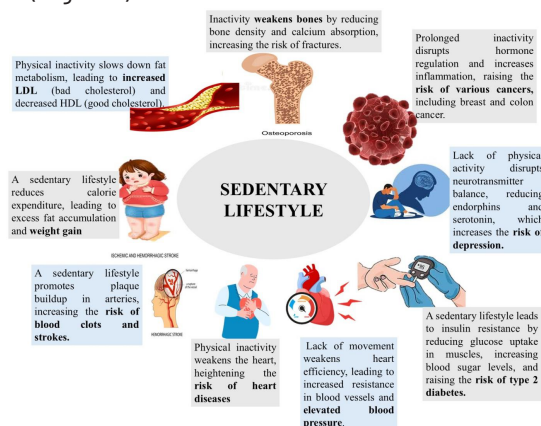 Inactivity weakens bones by reducing
bone density and calcium absorption,
increasing the risk of fractures.
Physical inactivity slows down fat
metabolism, leading to increased
LDL (bad cholesterol) and
decreased HDL (good cholesterol).
Prolonged inactivity
disrupts hormone
regulation and increases
inflammation, raising the
risk of various cancers,
including breast and colon
cancer.
Osteoporosis
A sedentary lifestyle
reduces calorie
expenditure, leading to
excess fat accumulation
and weight gain
SEDENTARY
LIFESTYLE
Lack of physical
activity disrupts
neurotransmitter
balance, reducing
endorphins and
serotonin, which
increases the risk of
depression.
ISCHEMIC AND HEMORRHAGIC STROKE
A sedentary lifestyle
promotes plaque
buildup in arteries,
increasing the risk of
blood clots and
strokes.
HEMORRHAGIC STROKE
Physical inactivity
weakens the heart,
heightening the
risk of heart
diseases
Lack of movement
weakens heart
efficiency, leading to
increased resistance
in blood vessels and
elevated blood
pressure.
A sedentary lifestyle leads
to insulin resistance by
reducing glucose uptake
in muscles, increasing
blood sugar levels, and
raising the risk of type 2
diabetes.